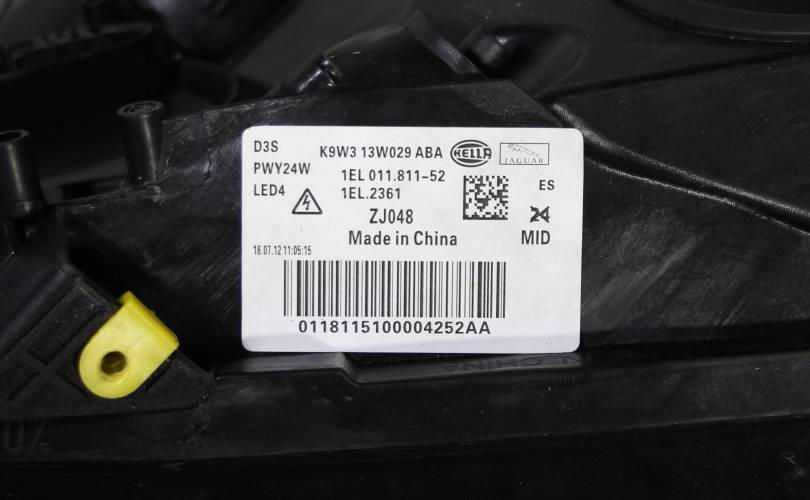 D3S
PWY24W
LED4
K9W3 13W029 ABA
HELLA
JAGUAR
1EL 011.811-52
1EL.2361
ES
ZJ048
24
Made in China
MID
18.07.12 11:05:15
0118115100004252AA